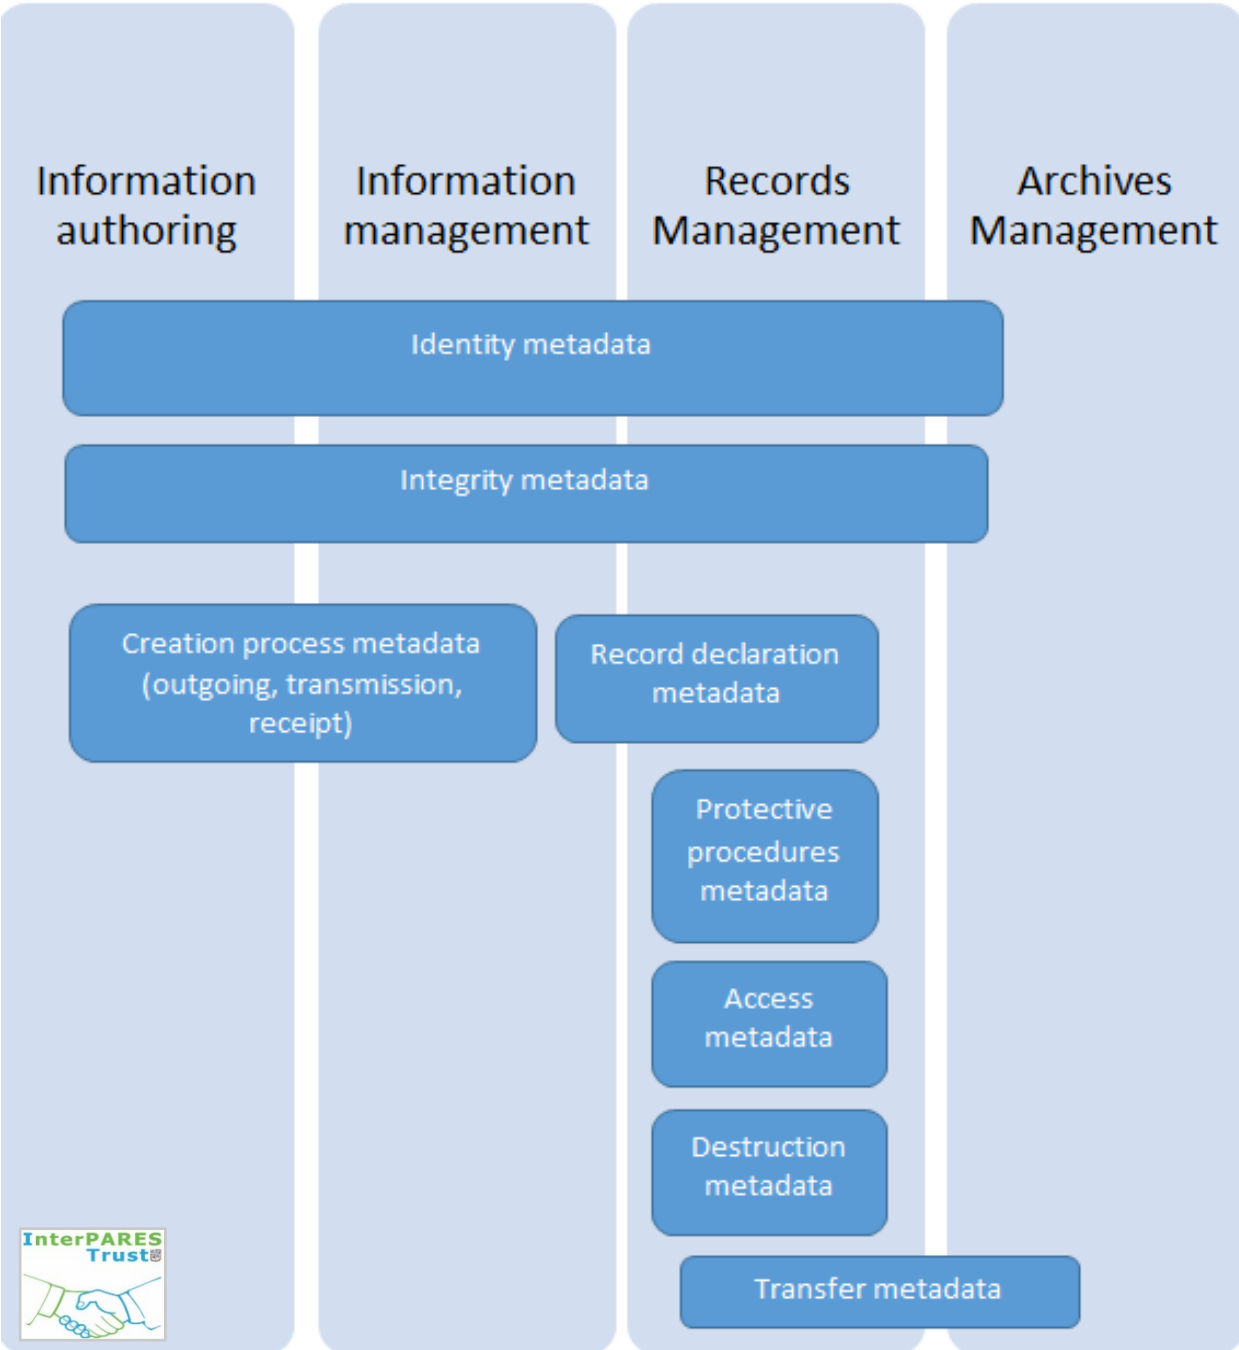 Information
authoring
Information
management
Records
Management
Archives
Management
Identity metadata
Integrity metadata
Creation process metadata
(outgoing, transmission,
receipt)
Record declaration
metadata
Protective
procedures
metadata
Access
metadata
Destruction
metadata
Transfer metadata
InterPARES
Trust